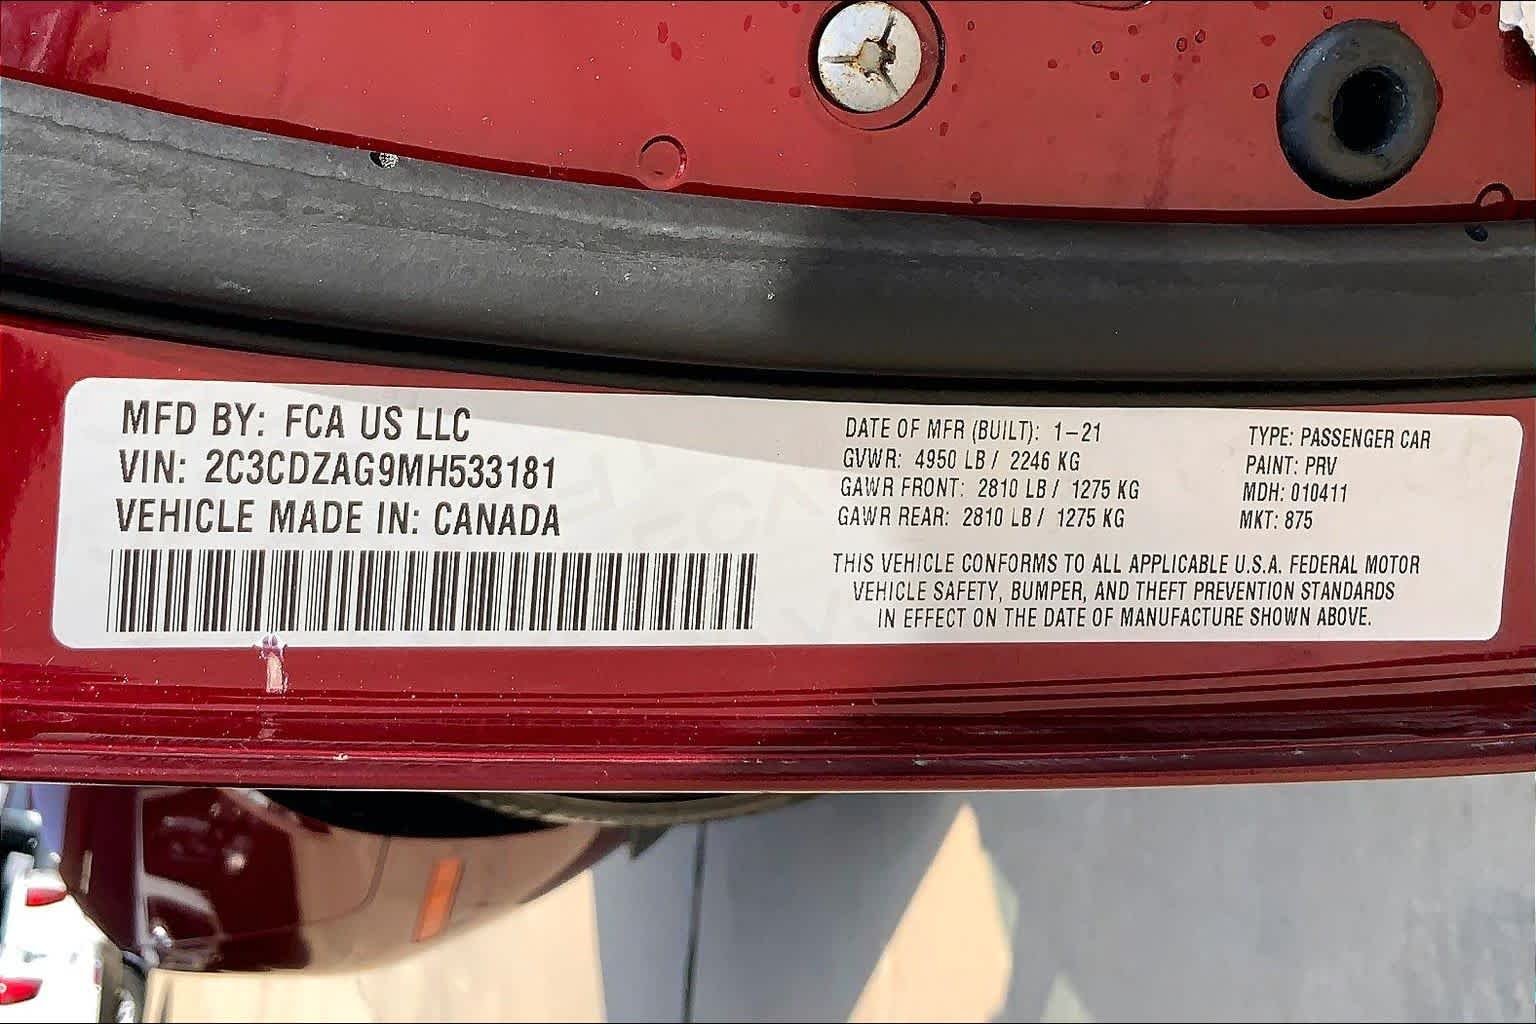 MFD BY: FCA US LLC
VIN: 2C3CDZAG9MH533181
VEHICLE MADE IN: CANADA
DATE OF MFR (BUILT): 1-21
GVWR: 4950 LB / 2246 KG
GAWR FRONT: 2810 LB / 1275 KG
GAWR REAR: 2810 LB / 1275 KG
TYPE: PASSENGER CAR
PAINT: PRV
MDH: 010411
MKT: 875
THIS VEHICLE CONFORMS TO ALL APPLICABLE U.S.A. FEDERAL MOTOR
VEHICLE SAFETY, BUMPER, AND THEFT PREVENTION STANDARDS
IN EFFECT ON THE DATE OF MANUFACTURE SHOWN ABOVE.